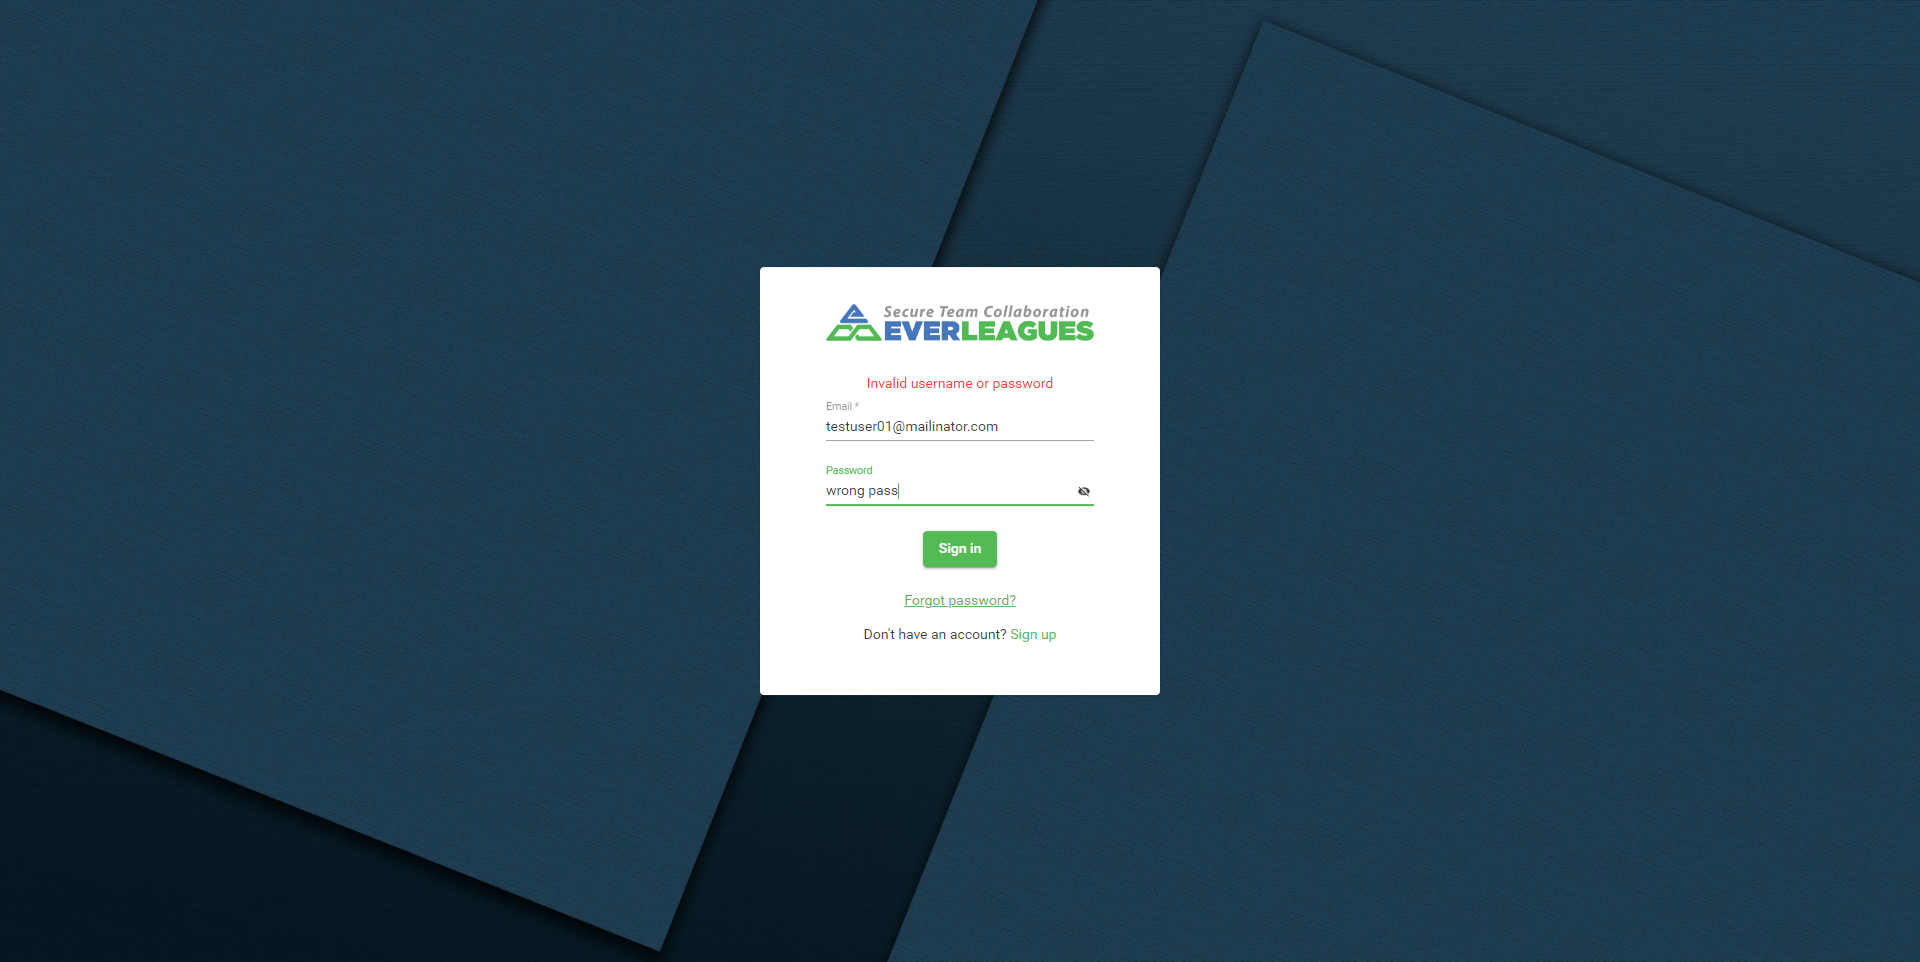 Secure Team Collaboration
EVERLEAGUES
Invalid username or password
Email *
testuser01@mailinator.com
Password
wrong pass
Sign in
Forgot password?
Don't have an account? Sign up